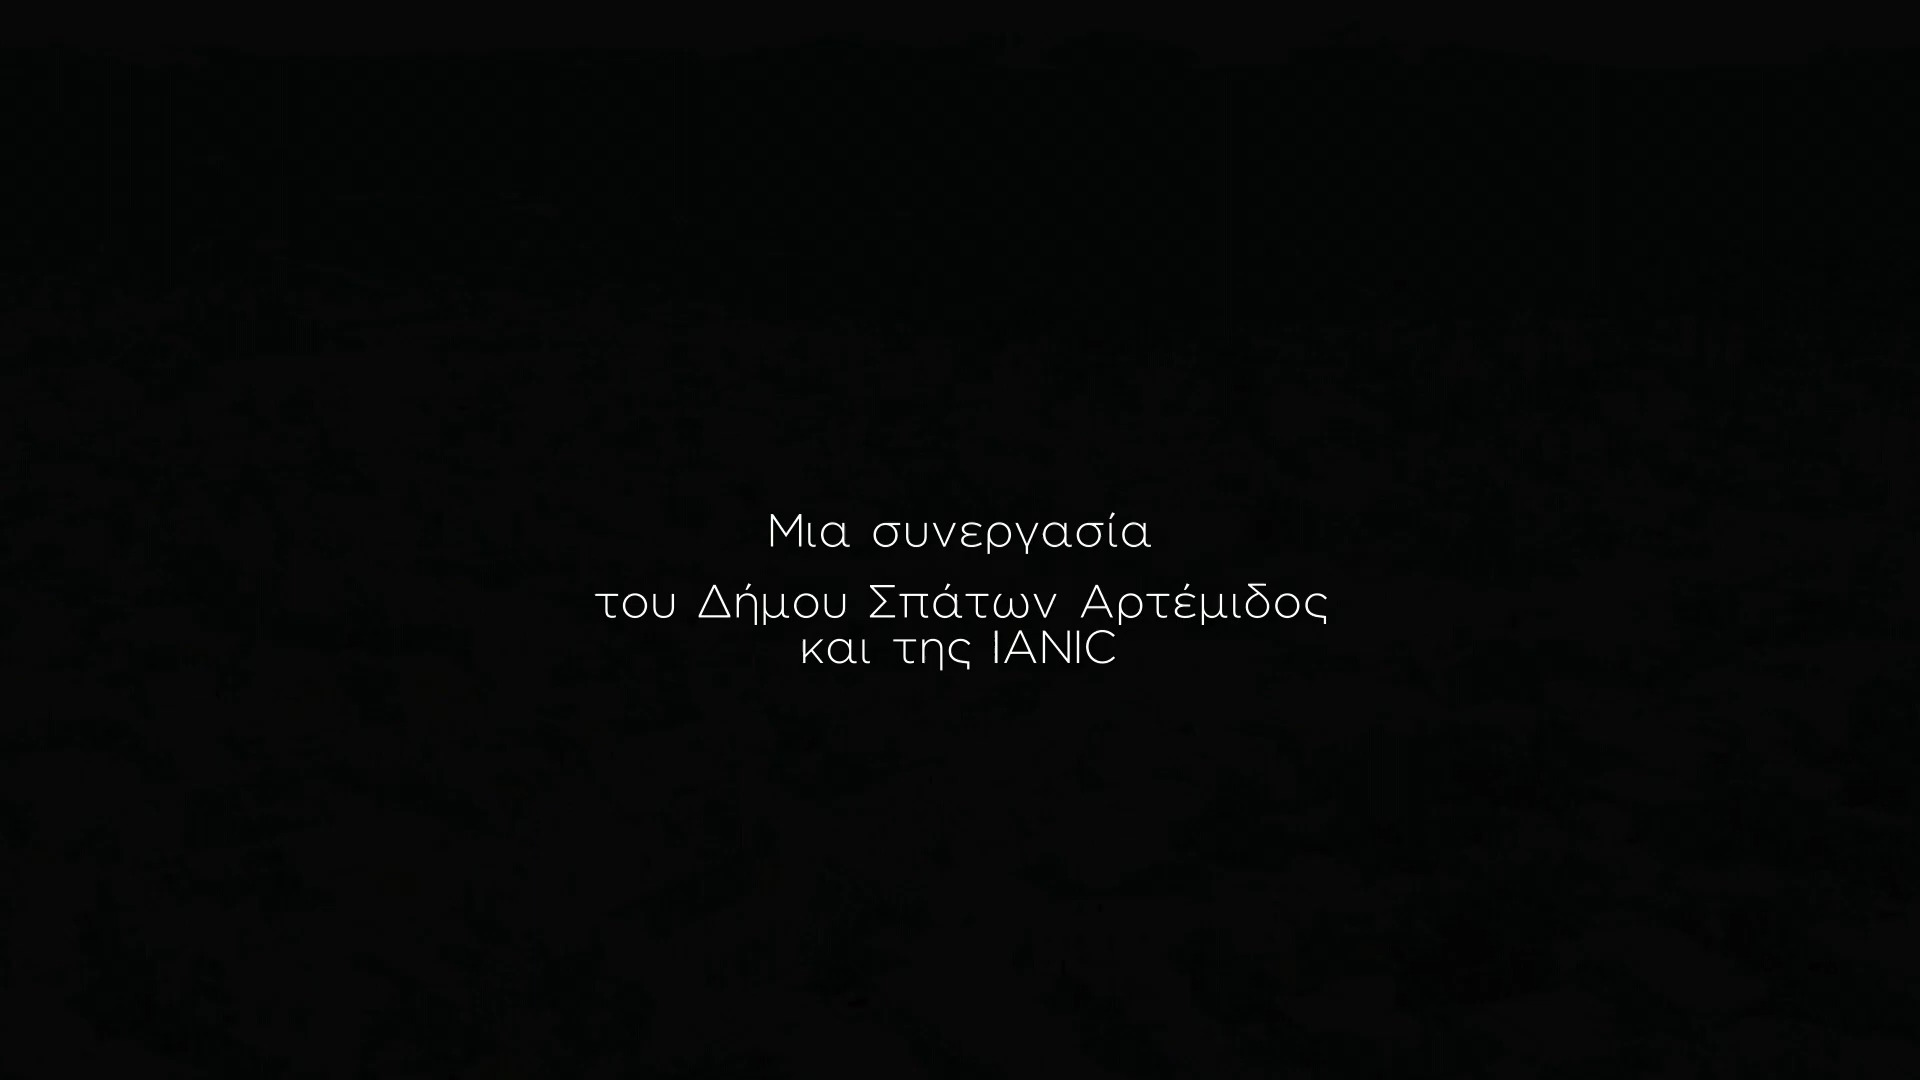 Μια συνεργασία
του Δήμου Σπάτων Αρτέμιδος
και της IANIC